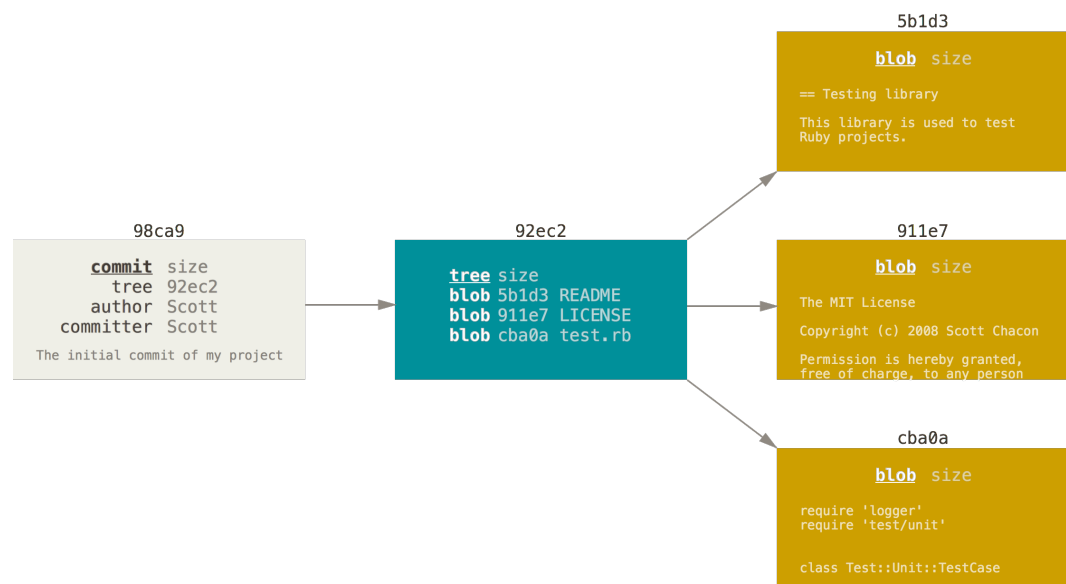 98ca9
commit size
tree 92ec2
author Scott
committer Scott
The initial commit of my project
92ec2
tree size
blob 5b1d3 README
blob 911e7 LICENSE
blob cba0a test.rb
5b1d3
blob size
== Testing library
This library is used to test
Ruby projects.
911e7
blob size
The MIT License
Copyright (c) 2008 Scott Chacon
Permission is hereby granted,
free of charge, to any person
cba0a
blob size
require 'logger'
require 'test/unit'
class Test::Unit::TestCase